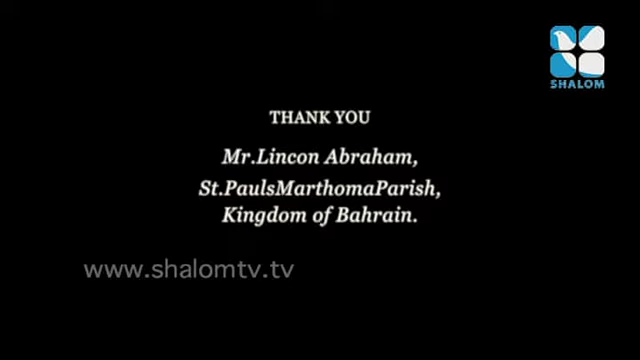 SHALOM
THANK YOU
Mr.Lincon Abraham,
St.PaulsMarthomaParish,
Kingdom of Bahrain.
www.shalomtv.tv